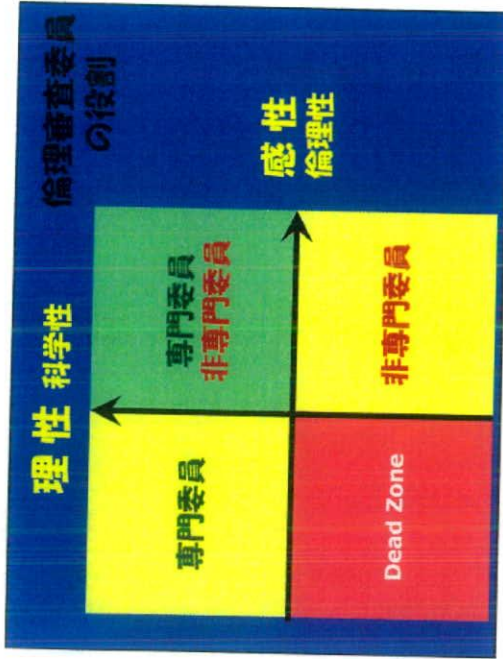 倫理審査委員
の役割
理性 科学性
専門委員
専門委員
非専門委員
感性
倫理性
Dead Zone
非専門委員